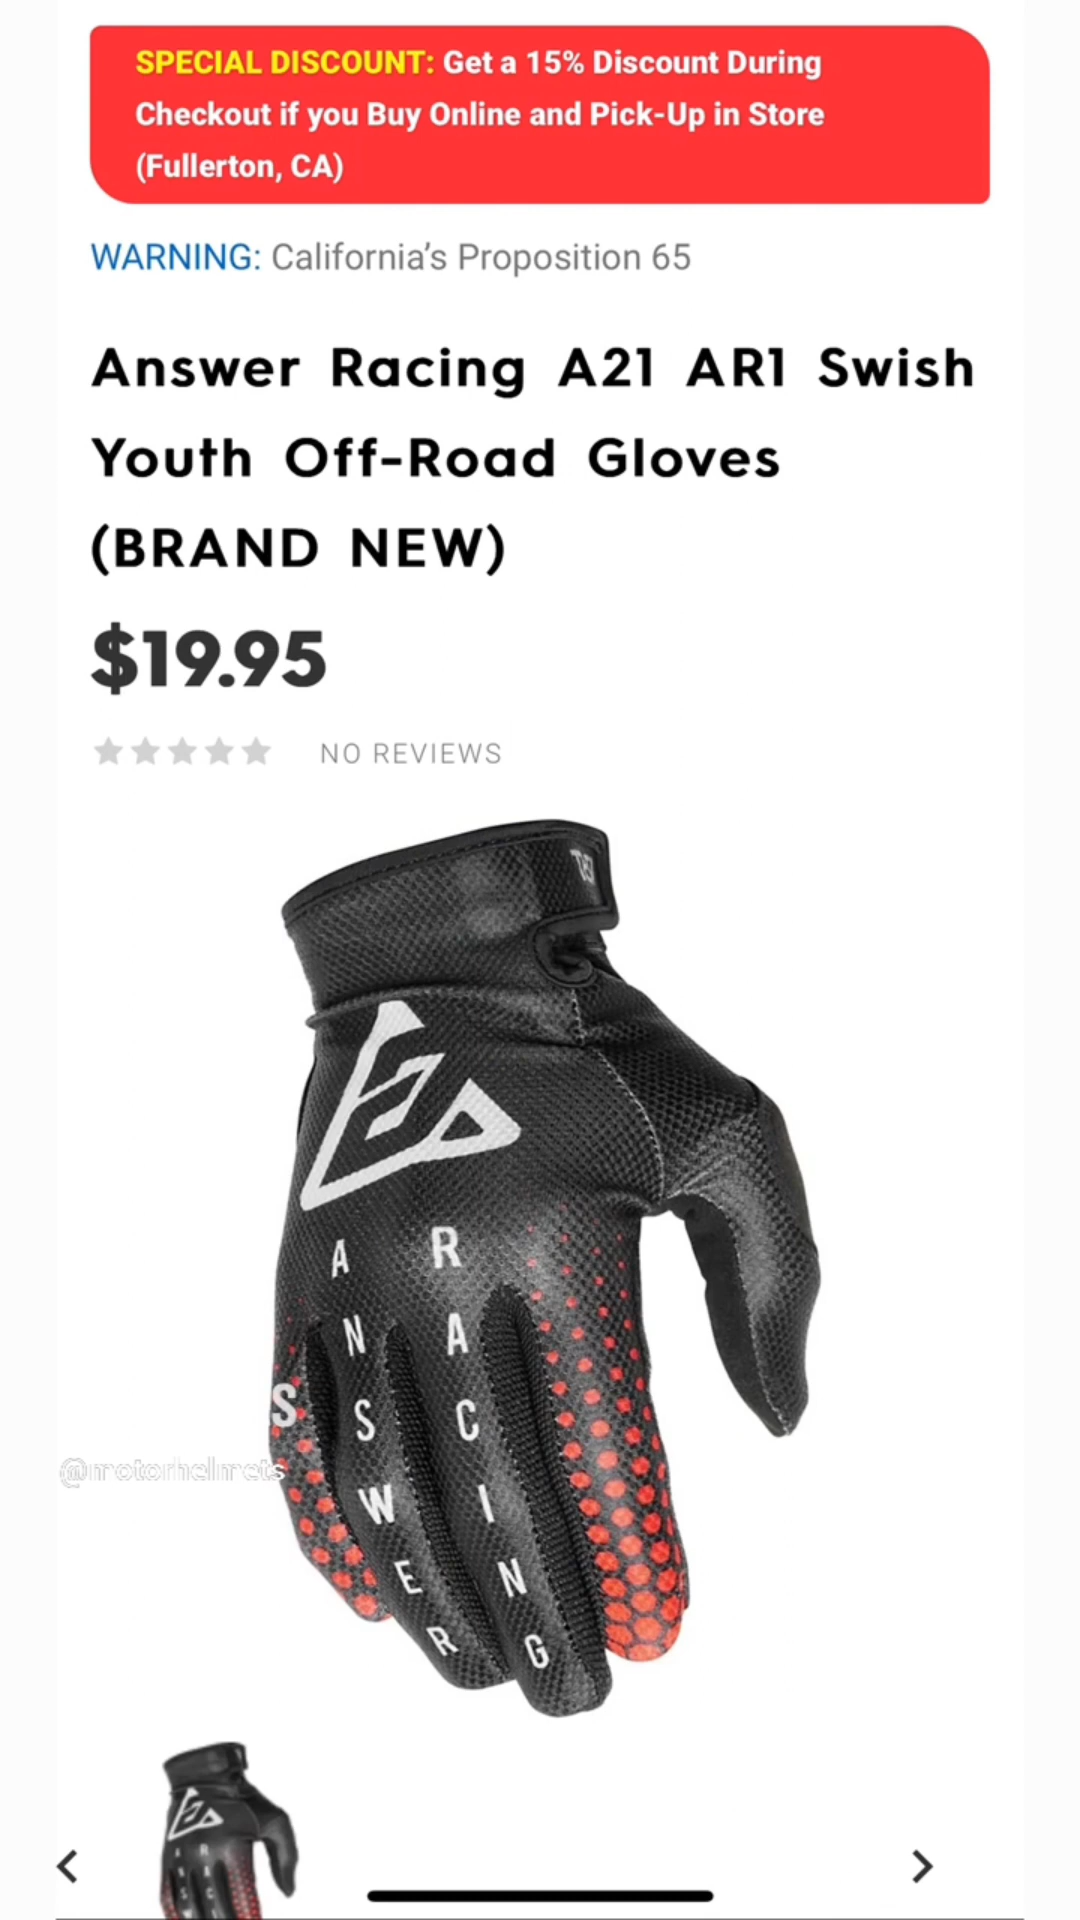 SPECIAL DISCOUNT: Get a 15% Discount During
Checkout if you Buy Online and Pick-Up in Store
(Fullerton, CA)
WARNING: California’s Proposition 65
Answer Racing A21 AR1 Swish
Youth Off-Road Gloves
(BRAND NEW)
$19.95
NO REVIEWS
ANSWER
RACING
S
@motorhelmets